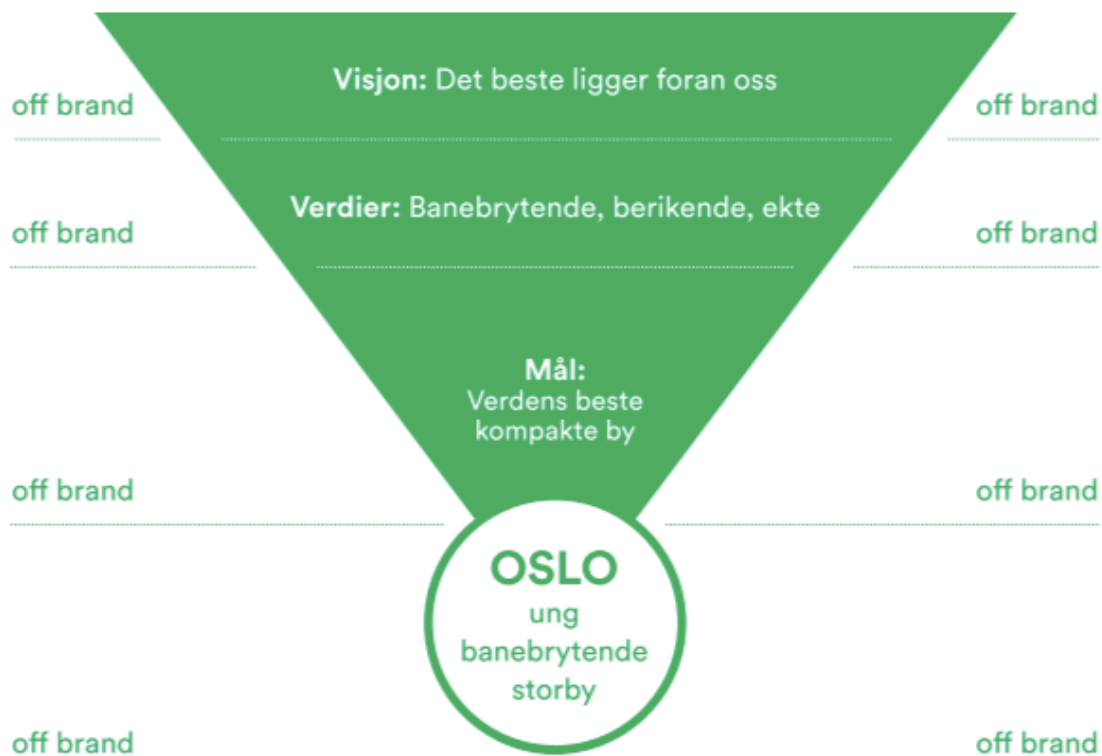 Visjon: Det beste ligger foran oss
off brand
off brand
Verdier: Banebrytende, berikende, ekte
off brand
off brand
Mål:
Verdens beste
kompakte by
off brand
off brand
OSLO
ung
banebrytende
storby
off brand
off brand